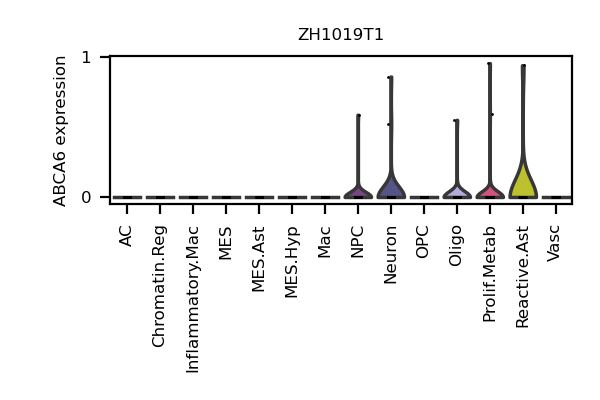 ZH1019T1
1
0
ABCA6 expression
AC
Chromatin.Reg
Inflammatory.Mac
MES
MES.Ast
MES.Hyp
Mac
NPC
Neuron
OPC
Oligo
Prolif.Metab
Reactive.Ast
Vasc